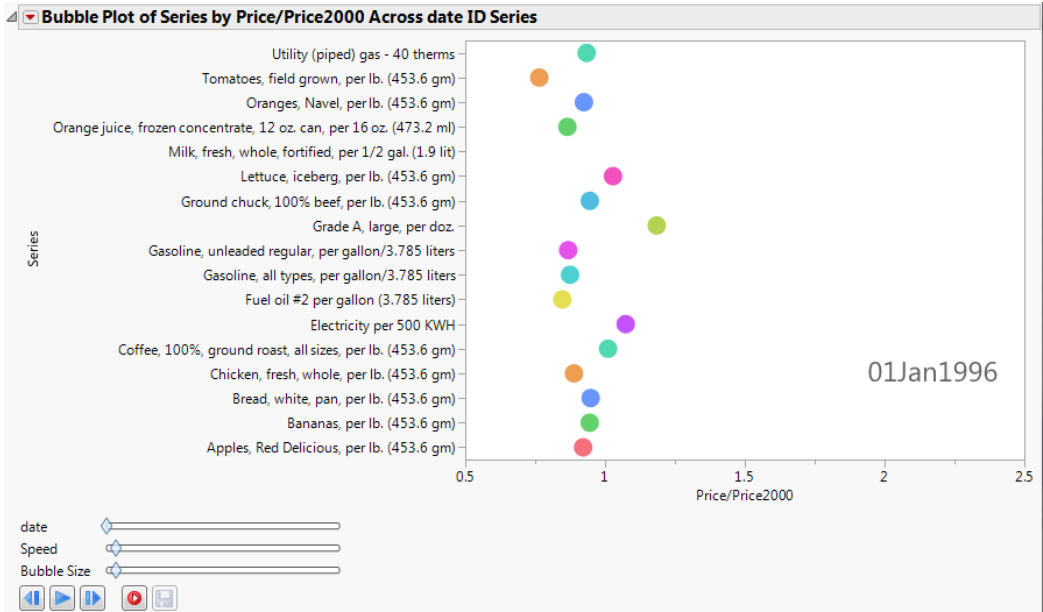 Bubble Plot of Series by Price/Price2000 Across date ID Series
Utility (piped) gas - 40 therms
Tomatoes, field grown, per lb. (453.6 gm)
Oranges, Navel, per lb. (453.6 gm)
Orange juice, frozen concentrate, 12 oz. can, per 16 oz. (473.2 ml)
Milk, fresh, whole, fortified, per 1/2 gal. (1.9 lit)
Lettuce, iceberg, per lb. (453.6 gm)
Ground chuck, 100% beef, per lb. (453.6 gm)
Grade A, large, per doz.
Gasoline, unleaded regular, per gallon/3.785 liters
Gasoline, all types, per gallon/3.785 liters
Fuel oil #2 per gallon (3.785 liters)
Electricity per 500 KWH
Coffee, 100%, ground roast, all sizes, per lb. (453.6 gm)
Chicken, fresh, whole, per lb. (453.6 gm)
Bread, white, pan, per lb. (453.6 gm)
Bananas, per lb. (453.6 gm)
Apples, Red Delicious, per lb. (453.6 gm)
Series
01Jan1996
0.5 1 1.5 2 2.5
Price/Price2000
date
Speed
Bubble Size